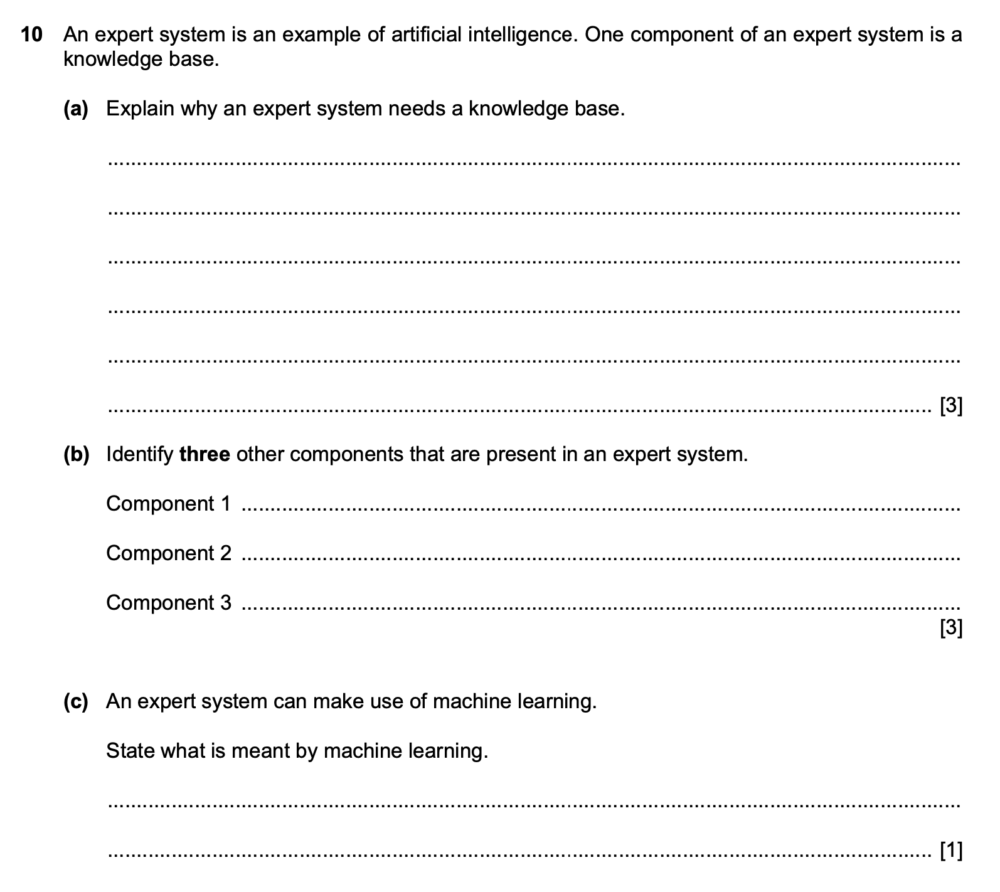 10 An expert system is an example of artificial intelligence. One component of an expert system is a
knowledge base.
(a) Explain why an expert system needs a knowledge base.
..........................................................................................................................................
..........................................................................................................................................
..........................................................................................................................................
..........................................................................................................................................
..........................................................................................................................................
..................................................................................................................................... [3]
(b) Identify three other components that are present in an expert system.
Component 1 ....................................................................................................................
Component 2 ....................................................................................................................
Component 3 ....................................................................................................................
[3]
(c) An expert system can make use of machine learning.
State what is meant by machine learning.
..........................................................................................................................................
..................................................................................................................................... [1]